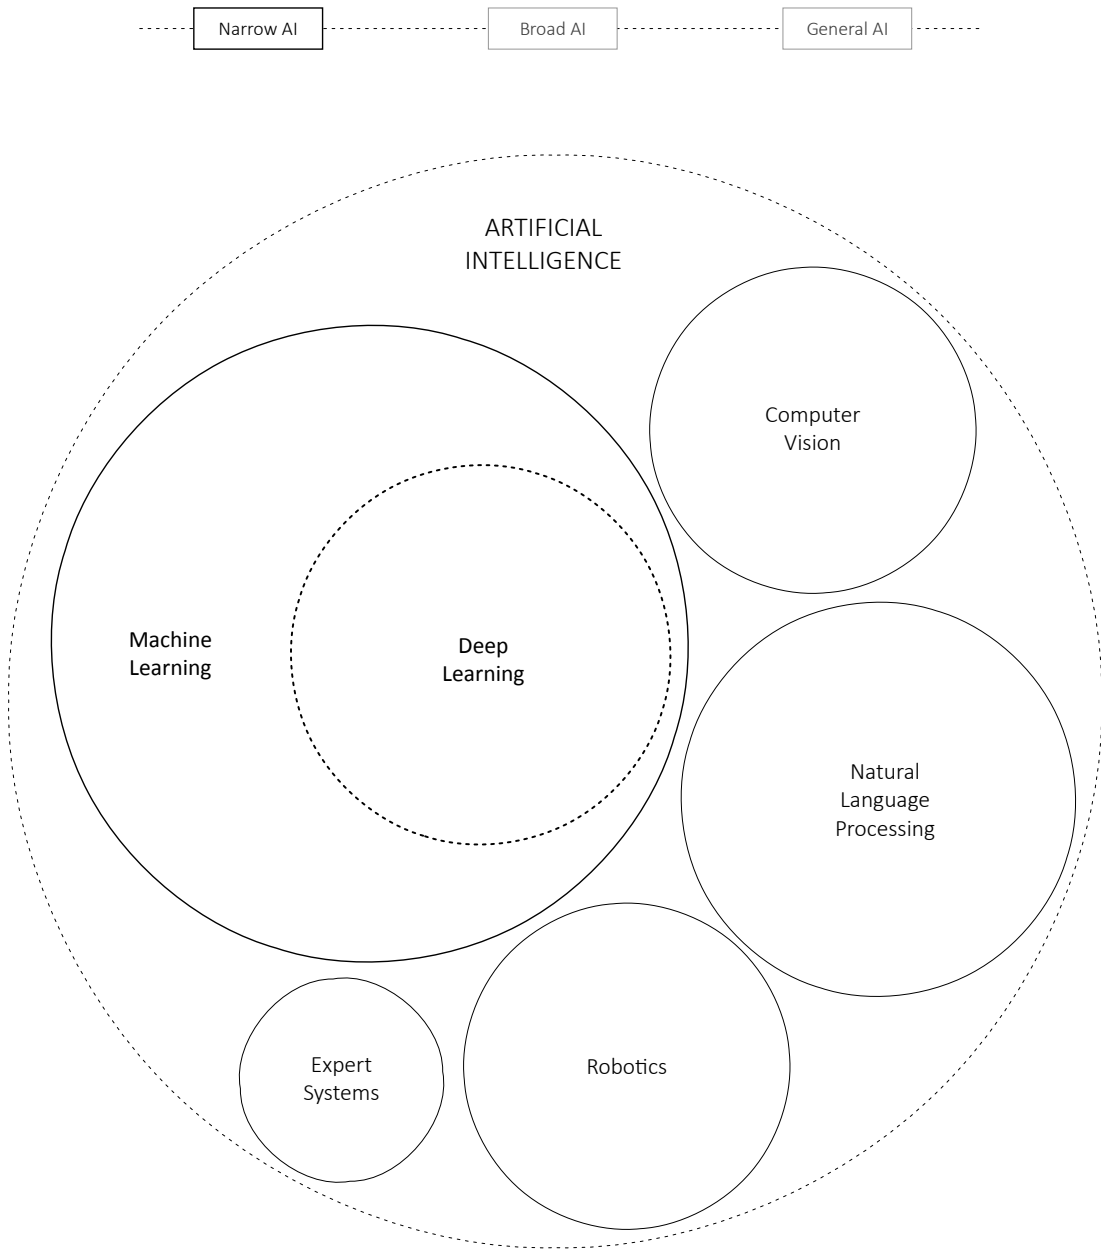 Narrow AI
Broad AI
General AI
ARTIFICIAL
INTELLIGENCE
Computer
Vision
Machine
Learning
Deep
Learning
Natural
Language
Processing
Expert
Systems
Robotics